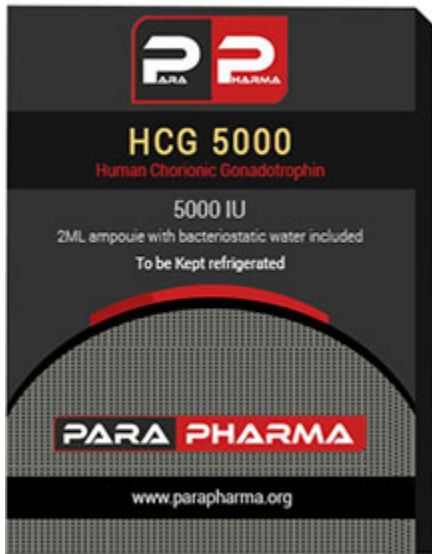 PARA PHARMA
HCG 5000
Human Chorionic Gonadotrophin
5000 IU
2ML ampouie with bacteriostatic water included
To be Kept refrigerated
PARA PHARMA
www.parapharma.org